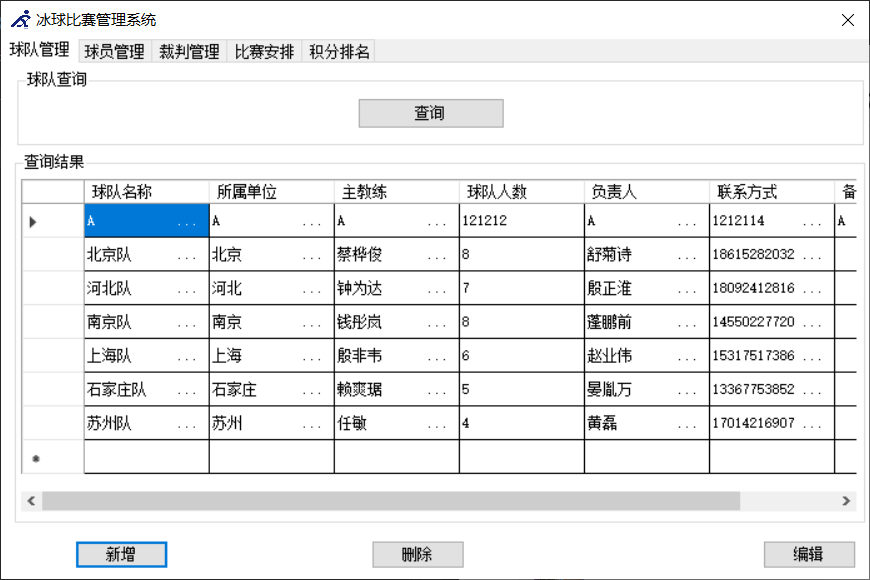 冰球比赛管理系统
球队管理 球员管理 裁判管理 比赛安排 积分排名
球队查询
查询
查询结果
球队名称 所属单位 主教练 球队人数 负责人 联系方式 备
A ... A ... A ... 121212 A ... 1212114 ... A
北京队 ... 北京 ... 蔡桦俊 ... 8 舒菊诗 ... 18615282032 ...
河北队 ... 河北 ... 钟为达 ... 7 殷正淮 ... 18092412816 ...
南京队 ... 南京 ... 钱彤岚 ... 8 蓬鹏前 ... 14550227720 ...
上海队 ... 上海 ... 殷非韦 ... 6 赵业伟 ... 15317517386 ...
石家庄队 ... 石家庄 ... 赖爽琚 ... 5 晏胤万 ... 13367753852 ...
苏州队 ... 苏州 ... 任敏 ... 4 黄磊 ... 17014216907 ...
新增 删除 编辑